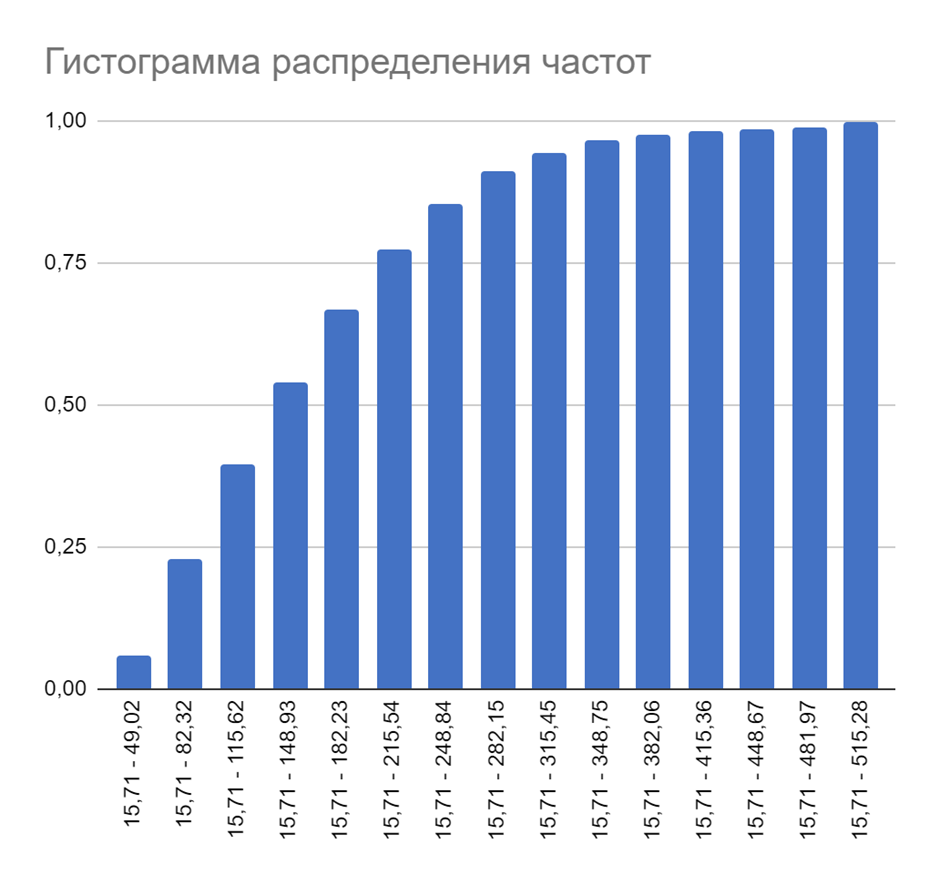 Гистограмма распределения частот
1,00
0,75
0,50
0,25
0,00
15,71 - 49,02
15,71 - 82,32
15,71 - 115,62
15,71 - 148,93
15,71 - 182,23
15,71 - 215,54
15,71 - 248,84
15,71 - 282,15
15,71 - 315,45
15,71 - 348,75
15,71 - 382,06
15,71 - 415,36
15,71 - 448,67
15,71 - 481,97
15,71 - 515,28